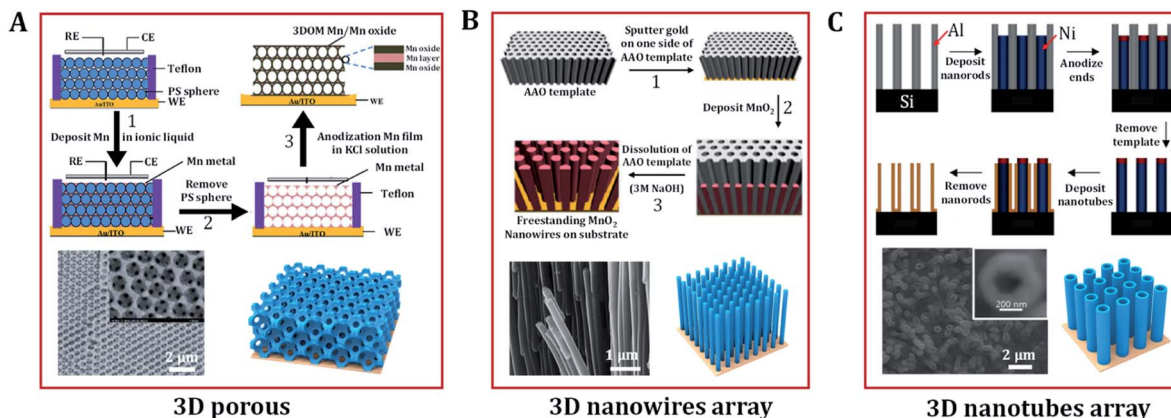 A
RE
CE
Teflon
PS sphere
Au/ITO
WE
1
Deposit Mn
in ionic liquid
RE
CE
Mn metal
Au/ITO
WE
Remove
PS sphere
2
3DOM Mn/Mn oxide
Mn oxide
Mn layer
Mn oxide
Au/ITO
WE
3
Anodization Mn film
in KCl solution
Mn metal
Teflon
Au/ITO
WE
2 μm
3D porous
B
Sputter gold
on one side of
AAO template
1
AAO template
Deposit MnO₂
2
Dissolution of
AAO template
(3M NaOH)
3
Freestanding MnO₂
Nanowires on substrate
1 μm
3D nanowires array
C
Al
Ni
Deposit
nanorods
Anodize
ends
Si
Remove
template
Deposit
nanotubes
Remove
nanorods
200 nm
2 μm
3D nanotubes array